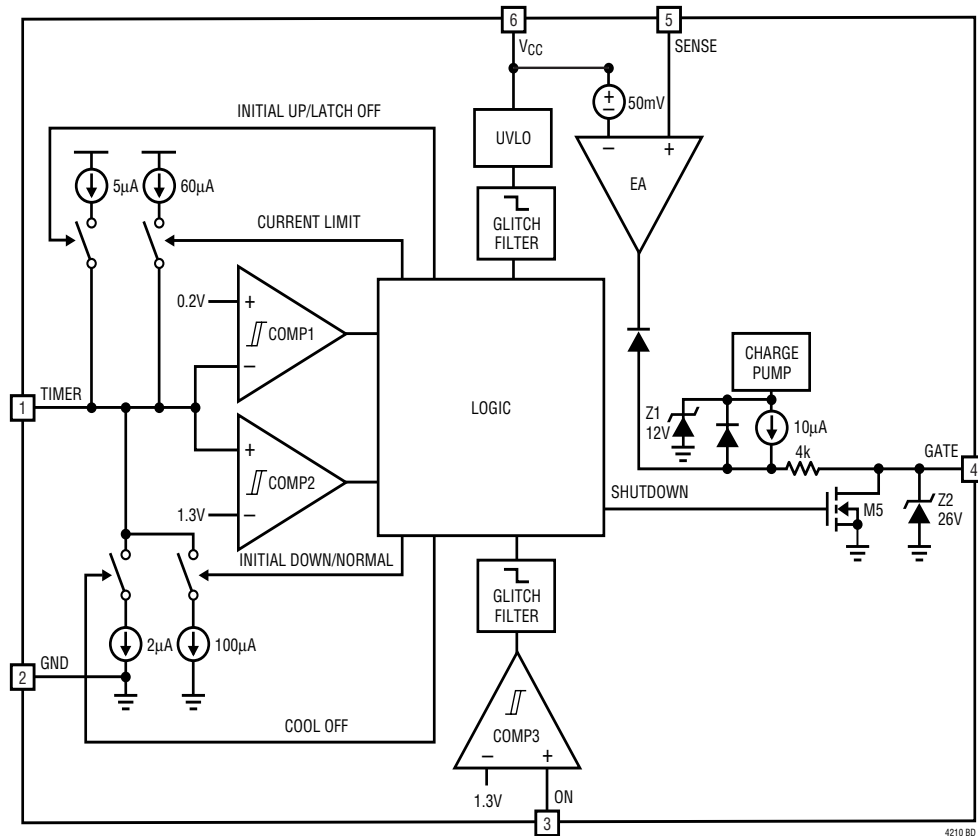 6
5
VCC
SENSE
+
−
50mV
INITIAL UP/LATCH OFF
UVLO
−
+
EA
5µA
60µA
GLITCH
FILTER
CURRENT LIMIT
0.2V
+
COMP1
−
CHARGE
PUMP
1
TIMER
LOGIC
Z1
12V
10µA
4k
GATE
4
+
COMP2
1.3V
−
SHUTDOWN
M5
Z2
26V
INITIAL DOWN/NORMAL
GLITCH
FILTER
2µA
100µA
2
GND
COOL OFF
COMP3
−
+
1.3V
ON
3
4210 BD